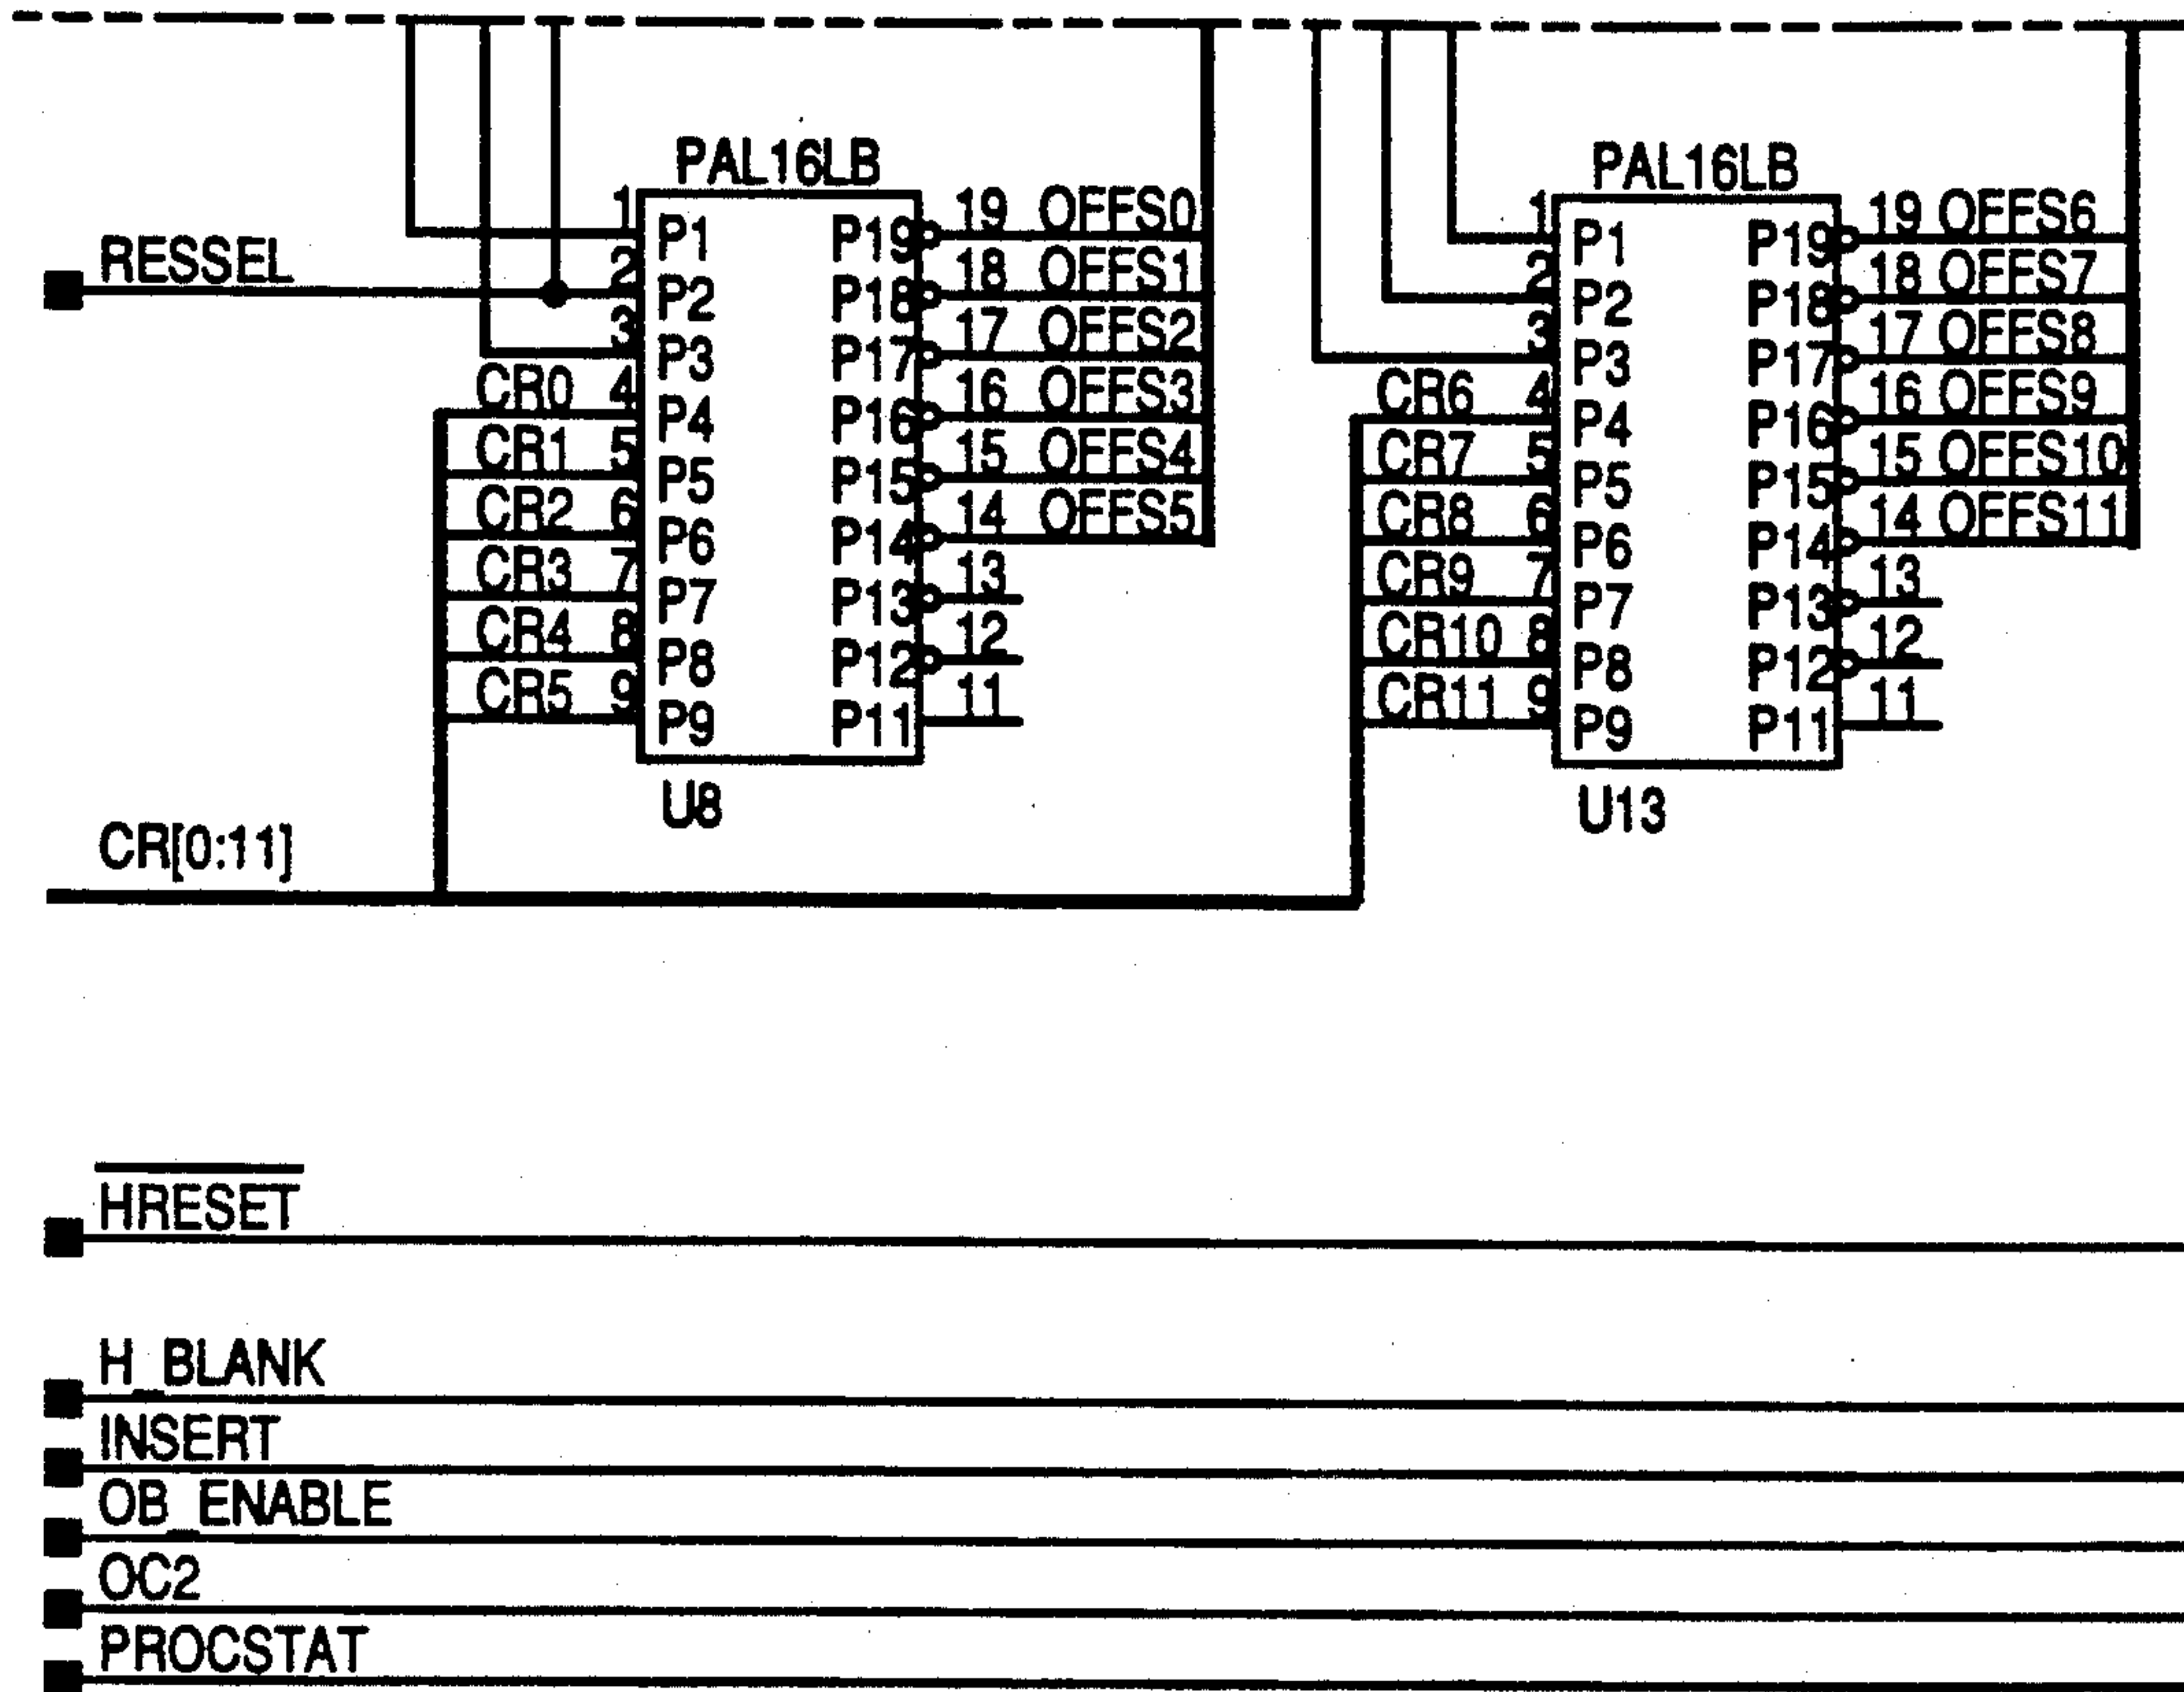 PAL16LB
1 P1 P19 19 OFFS0
RESSEL 2 P2 P18 18 OFFS1
3 P3 P17 17 OFFS2
CR0 4 P4 P16 16 OFFS3
CR1 5 P5 P15 15 OFFS4
CR2 6 P6 P14 14 OFFS5
CR3 7 P7 P13 13
CR4 8 P8 P12 12
CR5 9 P9 P11 11
U8
PAL16LB
1 P1 P19 19 OFFS6
2 P2 P18 18 OFFS7
3 P3 P17 17 OFFS8
CR6 4 P4 P16 16 OFFS9
CR7 5 P5 P15 15 OFFS10
CR8 6 P6 P14 14 OFFS11
CR9 7 P7 P13 13
CR10 8 P8 P12 12
CR11 9 P9 P11 11
U13
CR[0:11]
HRESET
H_BLANK
INSERT
OB_ENABLE
OC2
PROCSTAT